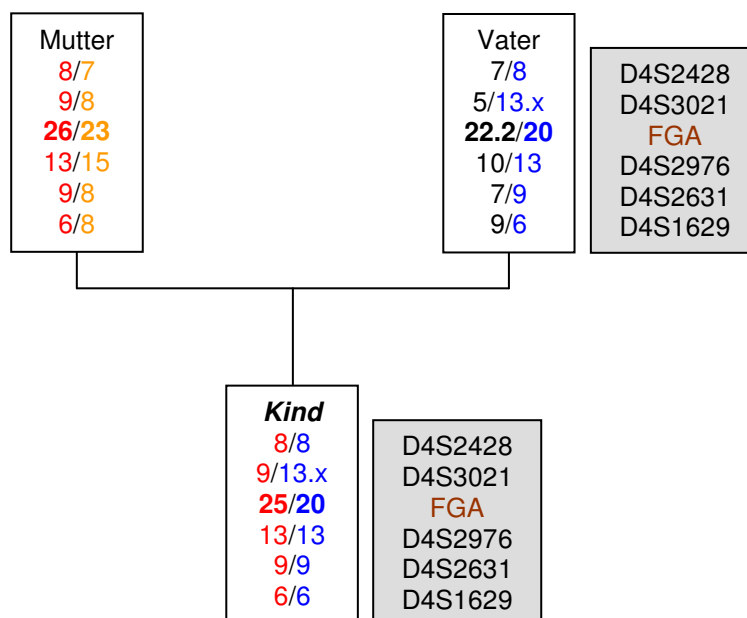 Mutter
8/7
9/8
26/23
13/15
9/8
6/8
Vater
7/8
5/13.x
22.2/20
10/13
7/9
9/6
D4S2428
D4S3021
FGA
D4S2976
D4S2631
D4S1629
Kind
8/8
9/13.x
25/20
13/13
9/9
6/6
D4S2428
D4S3021
FGA
D4S2976
D4S2631
D4S1629